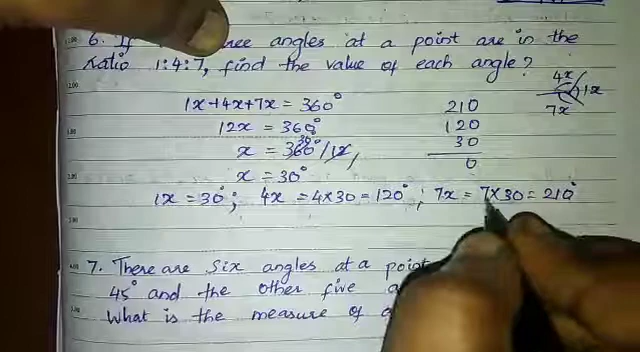 6. If three angles at a point are in the
ratio 1:4:7, find the value of each angle?
4x
1x
7x
1x+4x+7x = 360°
12x = 360°
x = 360/12
30
x = 30°
210
120
30
0
1x = 30° ; 4x = 4x30 = 120° ; 7x = 7x30 = 210°
7. There are six angles at a point
45° and the other five
What is the measure of